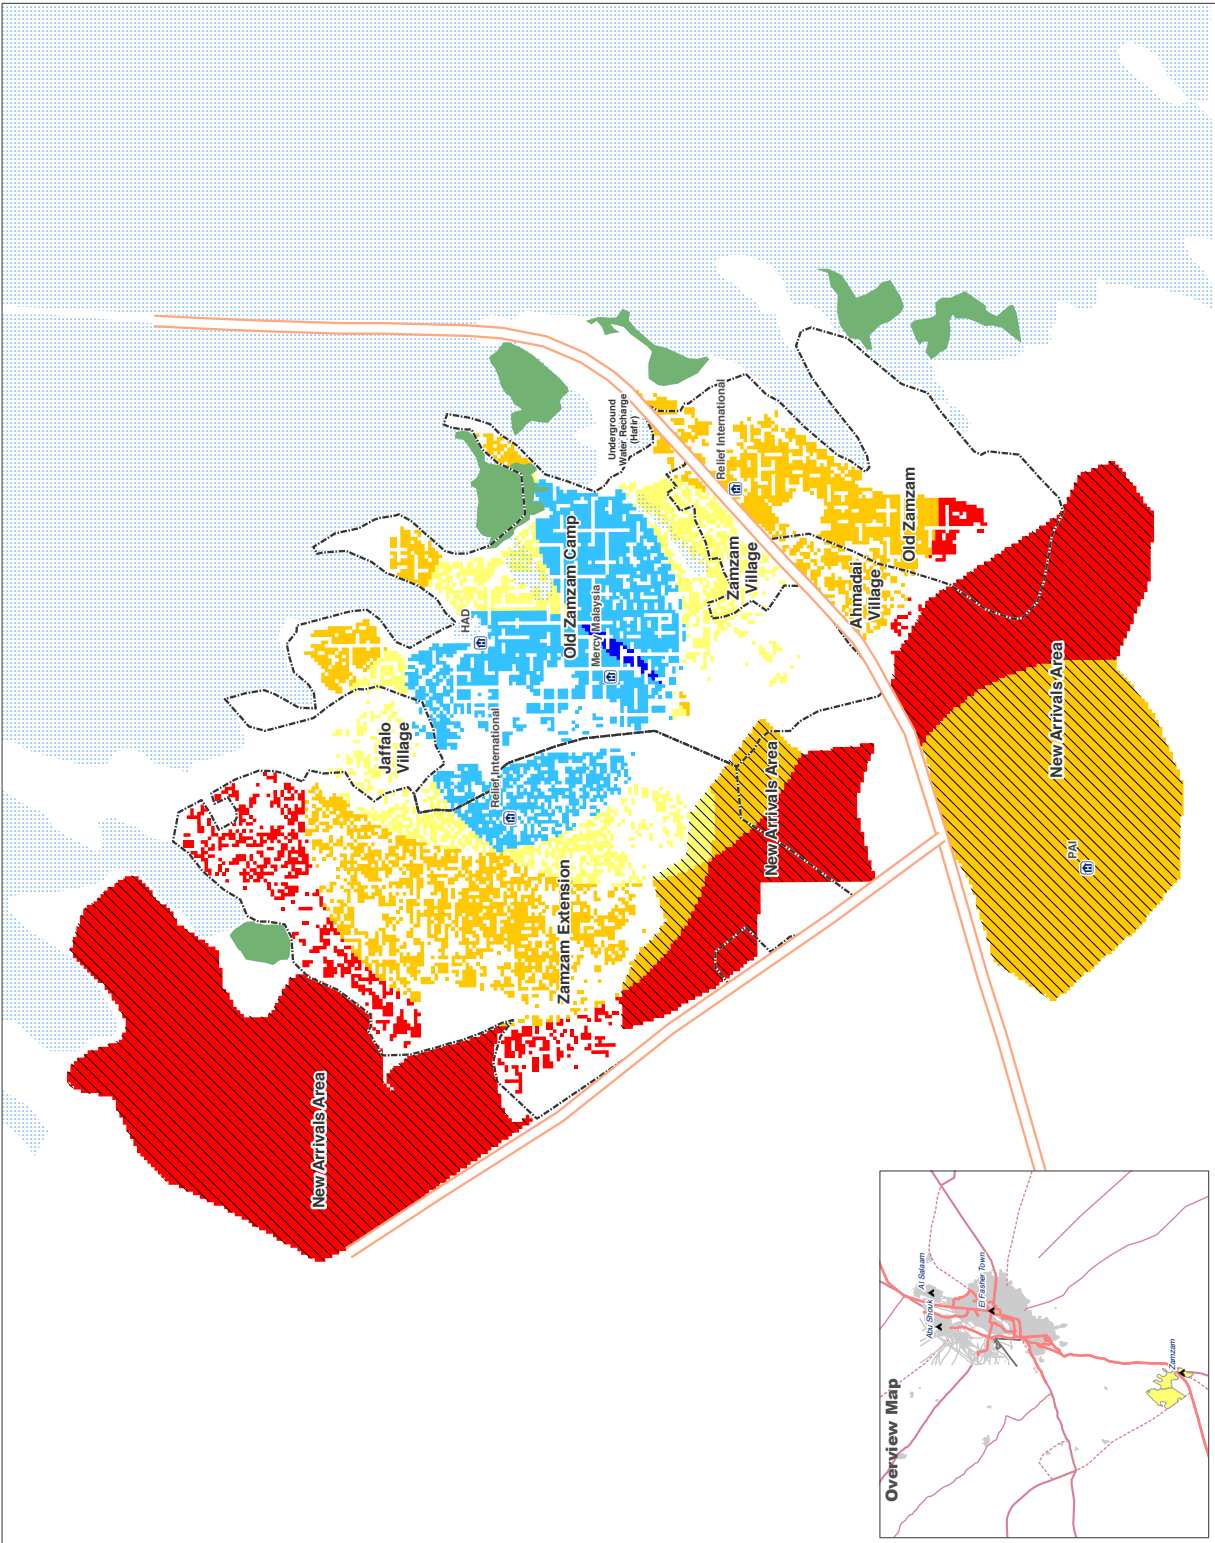 Underground
Water Recharge
(Hafir)
Relief International
Old Zamzam
Zamzam
Village
Ahmadai
Village
Old Zamzam Camp
HAD
Mercy Malaysia
Jaffalo
Village
Relief International
New Arrivals Area
New Arrivals Area
PAI
Zamzam Extension
New Arrivals Area
Overview Map
Al Salaam
Abu Shouk
El Fasher Town
Zamzam